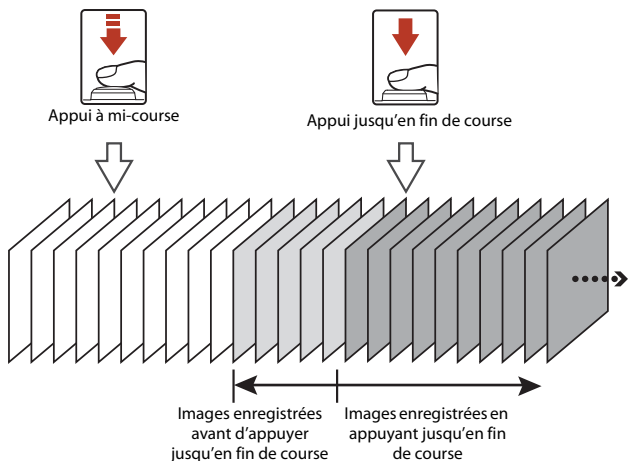 Appui à mi-course
Appui jusqu’en fin de course
Images enregistrées
avant d’appuyer
jusqu’en fin de course
Images enregistrées en
appuyant jusqu’en fin
de course